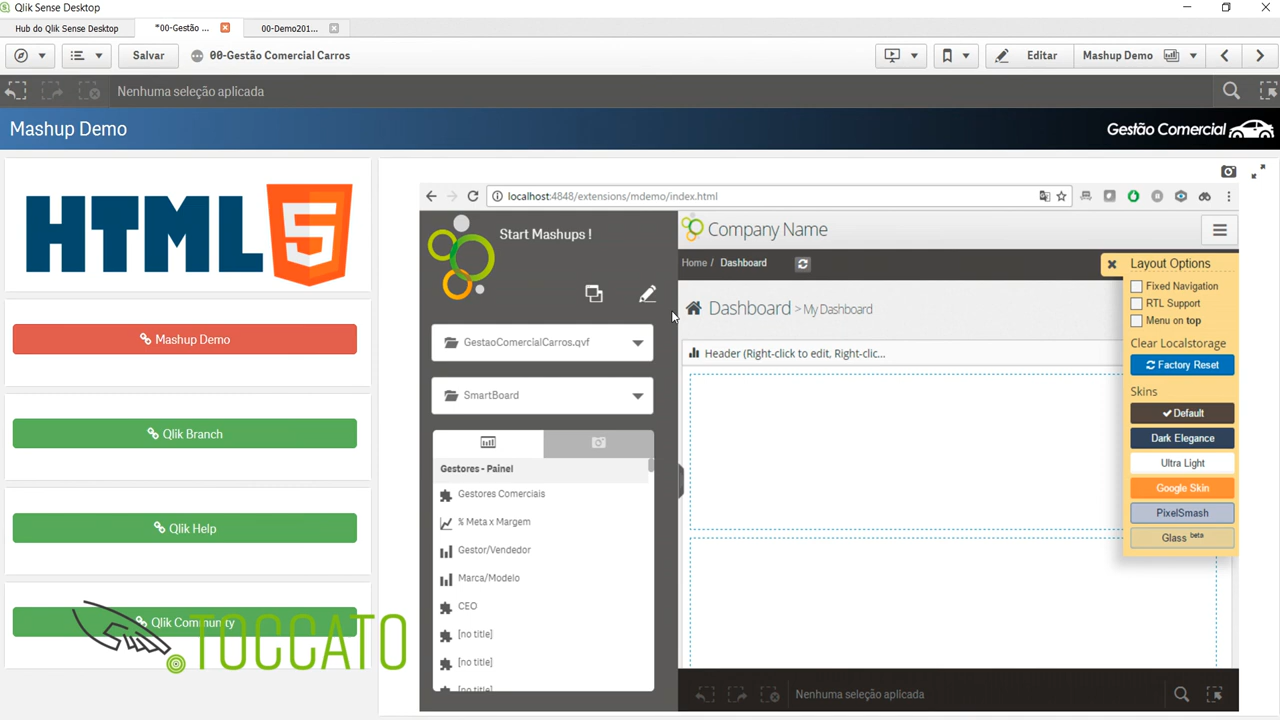 Qlik Sense Desktop
Hub do Qlik Sense Desktop
*00-Gestão ...
00-Demo201...
Salvar
00-Gestão Comercial Carros
Editar
Mashup Demo
Nenhuma seleção aplicada
Mashup Demo
Gestão Comercial
HTML
5
Mashup Demo
Qlik Branch
Qlik Help
Qlik Community
TOCCATO
localhost:4848/extensions/mdemo/index.html
Start Mashups !
GestaoComercialCarros.qvf
SmartBoard
Gestores - Painel
Gestores Comerciais
% Meta x Margem
Gestor/Vendedor
Marca/Modelo
CEO
[no title]
[no title]
[no title]
Company Name
Home / Dashboard
Dashboard > My Dashboard
Header (Right-click to edit, Right-clic...
Layout Options
Fixed Navigation
RTL Support
Menu on top
Clear Localstorage
Factory Reset
Skins
Default
Dark Elegance
Ultra Light
Google Skin
PixelSmash
Glass beta
Nenhuma seleção aplicada